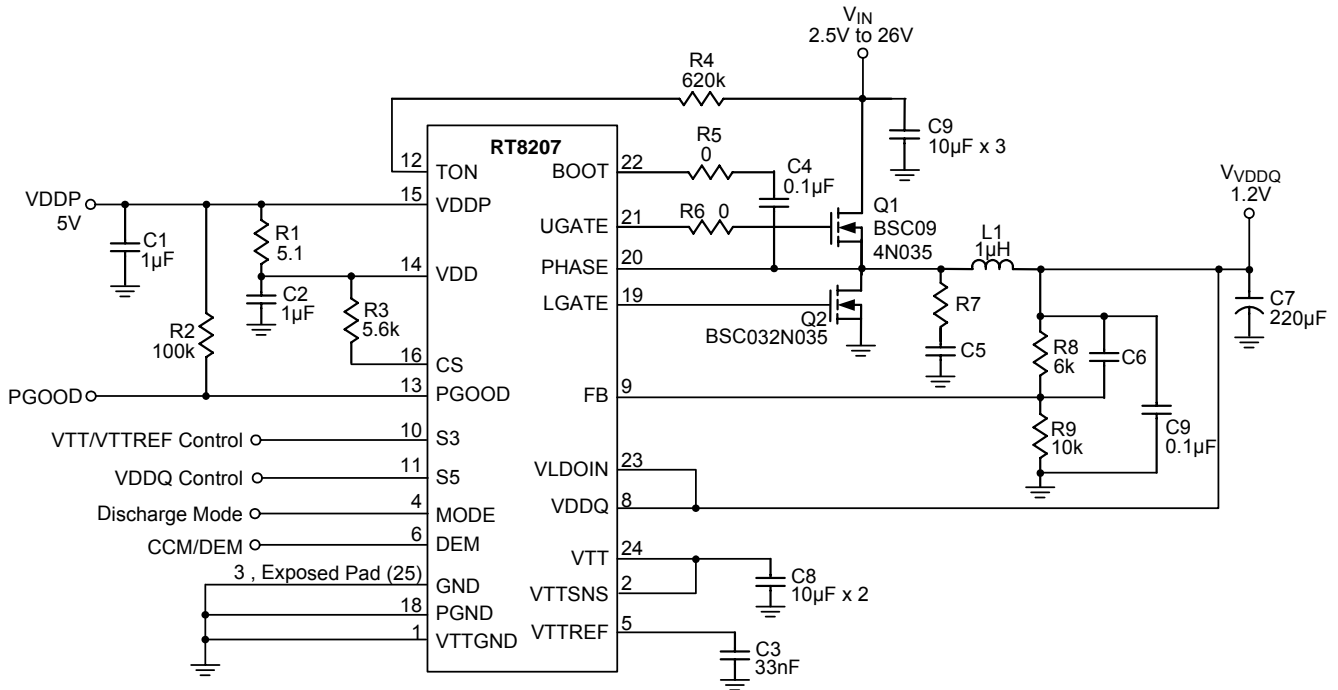 VIN
2.5V to 26V
R4
620k
RT8207
C9
10µF x 3
R5
0
C4
0.1µF
12
TON
22
BOOT
VDDP
5V
15
VDDP
21
UGATE
R6 0
Q1
BSC09
4N035
VVDDQ
1.2V
C1
1µF
R1
5.1
14
VDD
20
PHASE
L1
1µH
C2
1µF
R3
5.6k
19
LGATE
Q2
BSC032N035
R7
C5
C7
220µF
R2
100k
16
CS
R8
6k
C6
PGOOD
13
PGOOD
9
FB
R9
10k
C9
0.1µF
VTT/VTTREF Control
10
S3
VDDQ Control
11
S5
23
VLDOIN
8
VDDQ
Discharge Mode
4
MODE
CCM/DEM
6
DEM
24
VTT
3 , Exposed Pad (25)
GND
2
VTTSNS
C8
10µF x 2
18
PGND
1
VTTGND
5
VTTREF
C3
33nF